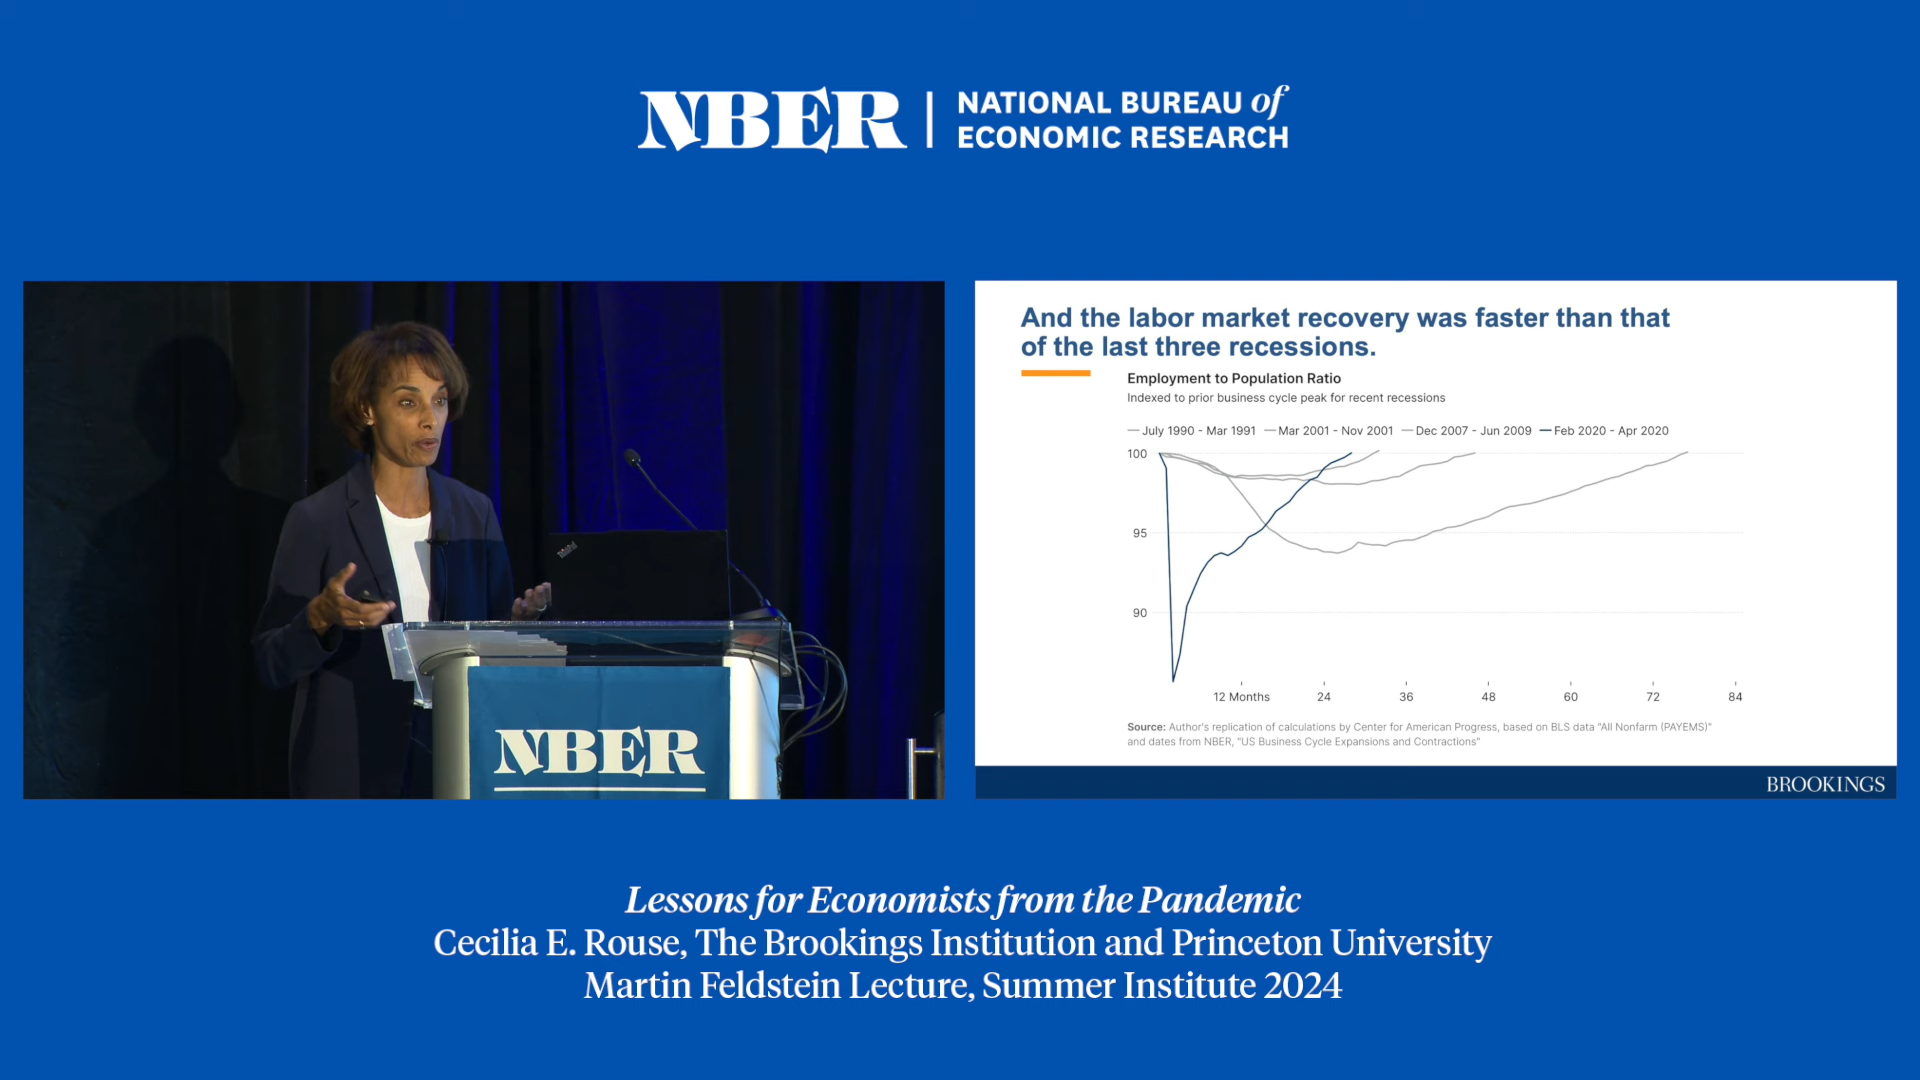 NBER
NATIONAL BUREAU of
ECONOMIC RESEARCH
NBER
And the labor market recovery was faster than that
of the last three recessions.
Employment to Population Ratio
Indexed to prior business cycle peak for recent recessions
July 1990 - Mar 1991 Mar 2001 - Nov 2001 Dec 2007 - Jun 2009 Feb 2020 - Apr 2020
100
95
90
12 Months 24 36 48 60 72 84
Source: Author's replication of calculations by Center for American Progress, based on BLS data "All Nonfarm (PAYEMS)"
and dates from NBER, "US Business Cycle Expansions and Contractions"
BROOKINGS
Lessons for Economists from the Pandemic
Cecilia E. Rouse, The Brookings Institution and Princeton University
Martin Feldstein Lecture, Summer Institute 2024